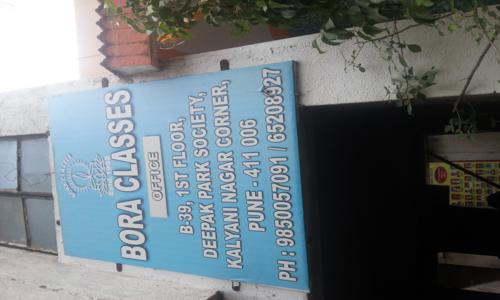 BORA CLASSES
OFFICE
B-39, 1ST FLOOR,
DEEPAK PARK SOCIETY,
KALYANI NAGAR CORNER,
PUNE - 411 006
PH : 9850057091 / 65208927